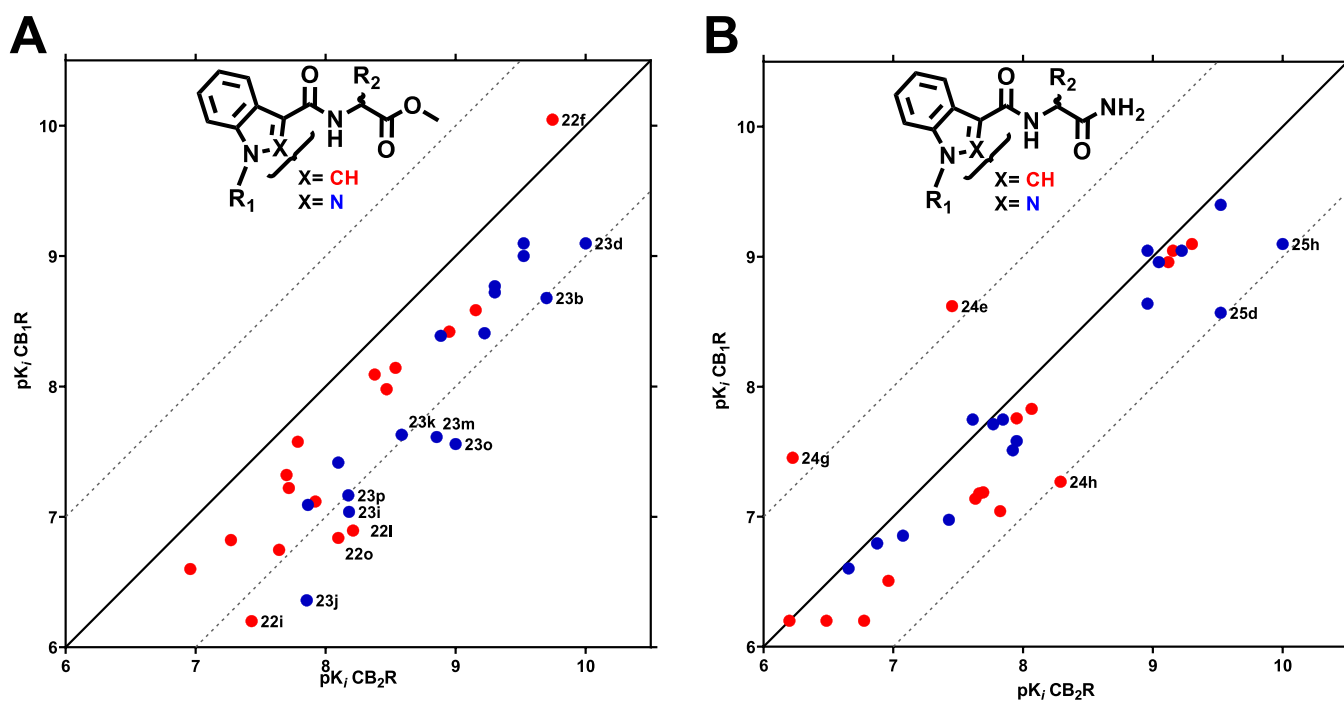 A
10
9
8
7
6
pKi CB1R
6
7
8
9
10
pKi CB2R
O
R2
N
H
O
O
N
X
R1
X= CH
X= N
22f
23d
23b
23k
23m
23o
23p
23i
22l
22o
23j
22i
B
10
9
8
7
6
pKi CB1R
6
7
8
9
10
pKi CB2R
O
R2
NH2
N
H
O
N
X
R1
X= CH
X= N
25h
24e
25d
24g
24h